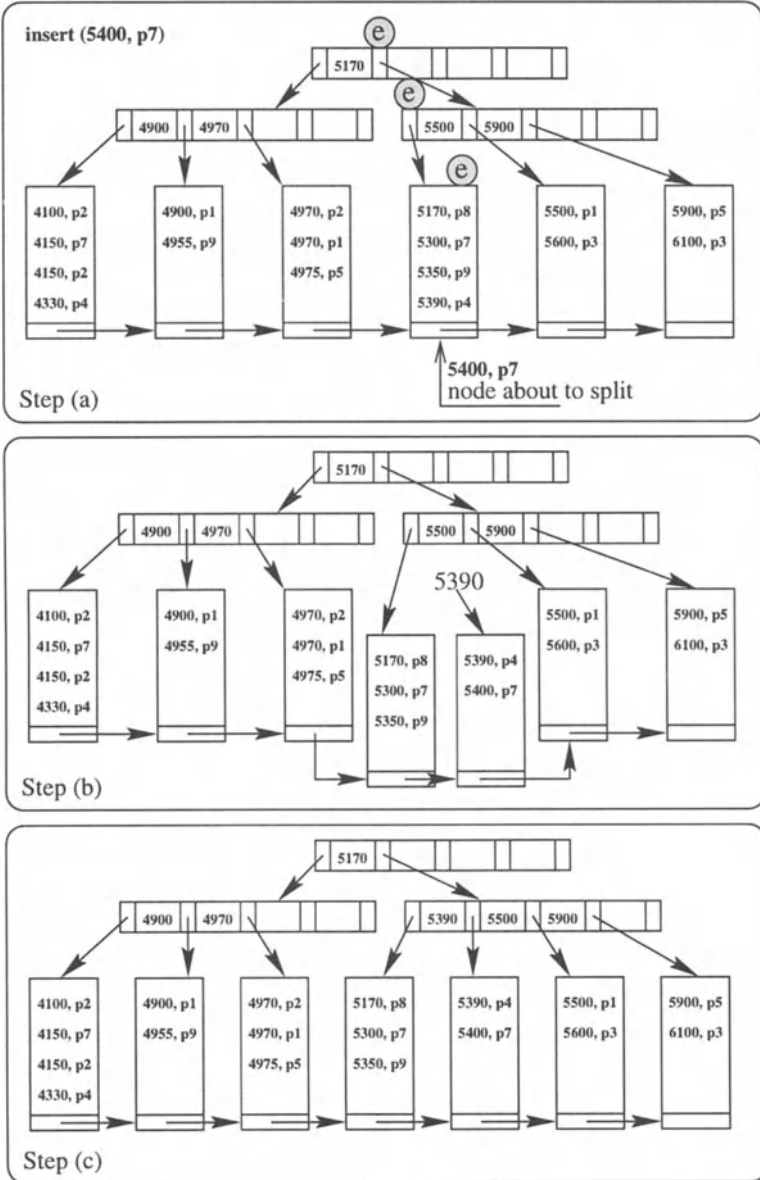 insert (5400, p7)
e
5170
e
4900 4970
5500 5900
e
4100, p2
4150, p7
4150, p2
4330, p4
4900, p1
4955, p9
4970, p2
4970, p1
4975, p5
5170, p8
5300, p7
5350, p9
5390, p4
5500, p1
5600, p3
5900, p5
6100, p3
5400, p7
node about to split
Step (a)
5170
4900 4970
5500 5900
5390
4100, p2
4150, p7
4150, p2
4330, p4
4900, p1
4955, p9
4970, p2
4970, p1
4975, p5
5170, p8
5300, p7
5350, p9
5390, p4
5400, p7
5500, p1
5600, p3
5900, p5
6100, p3
Step (b)
5170
4900 4970
5390 5500 5900
4100, p2
4150, p7
4150, p2
4330, p4
4900, p1
4955, p9
4970, p2
4970, p1
4975, p5
5170, p8
5300, p7
5350, p9
5390, p4
5400, p7
5500, p1
5600, p3
5900, p5
6100, p3
Step (c)